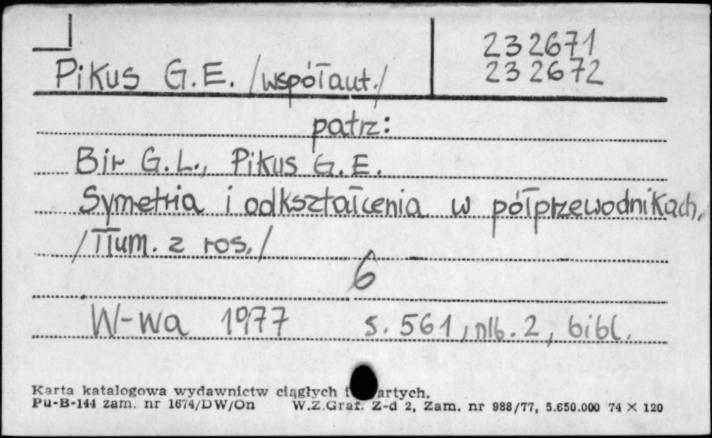 232671
Pikus G.E. /współaut./ 232672
patrz:
Bir G.L., Pikus G.E.
Symetria i odkształcenia w półprzewodnikach.
/Tłum. z ros./
6
W-wa 1977 s. 561, nlb. 2, bibl.
Karta katalogowa wydawnictw ciągłych i artych.
Pu-B-144 zam. nr 1674/DW/On W.Z.Graf. Z-d 2, Zam. nr 988/77, 5.650.000 74 × 120